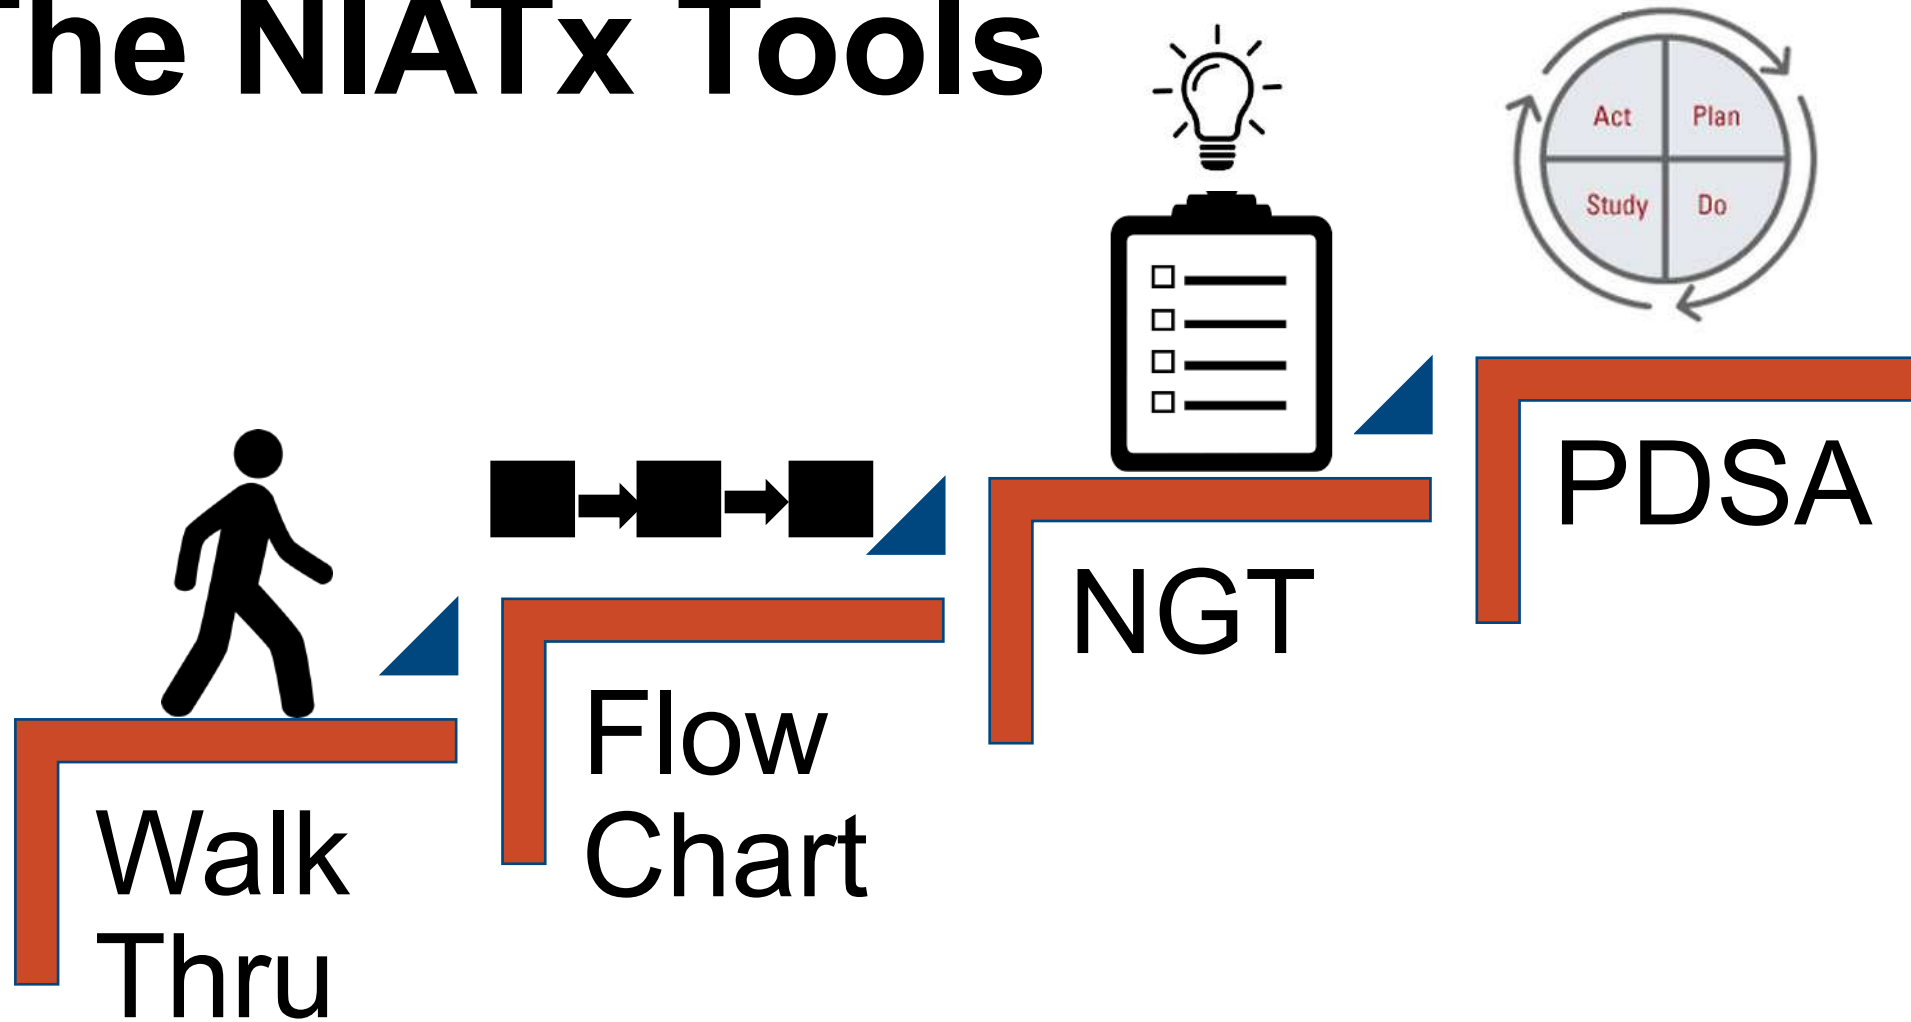 The NIATx Tools
Act
Plan
Study
Do
Walk
Thru
Flow
Chart
NGT
PDSA